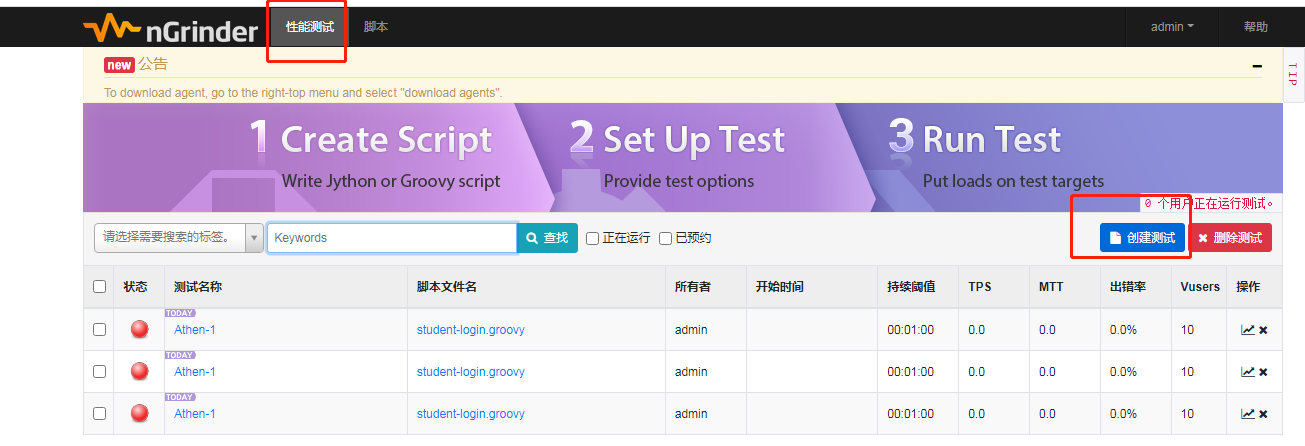 nGrinder 性能测试 脚本 admin 帮助
new 公告
TIP
To download agent, go to the right-top menu and select "download agents".
1 Create Script 2 Set Up Test 3 Run Test
Write Jython or Groovy script Provide test options Put loads on test targets
0 个用户正在运行测试。
请选择需要搜索的标签。 Keywords 查找 正在运行 已预约 创建测试 删除测试
状态 测试名称 脚本文件名 所有者 开始时间 持续阈值 TPS MTT 出错率 Vusers 操作
TODAY
Athen-1 student-login.groovy admin 00:01:00 0.0 0.0 0.0% 10
TODAY
Athen-1 student-login.groovy admin 00:01:00 0.0 0.0 0.0% 10
TODAY
Athen-1 student-login.groovy admin 00:01:00 0.0 0.0 0.0% 10